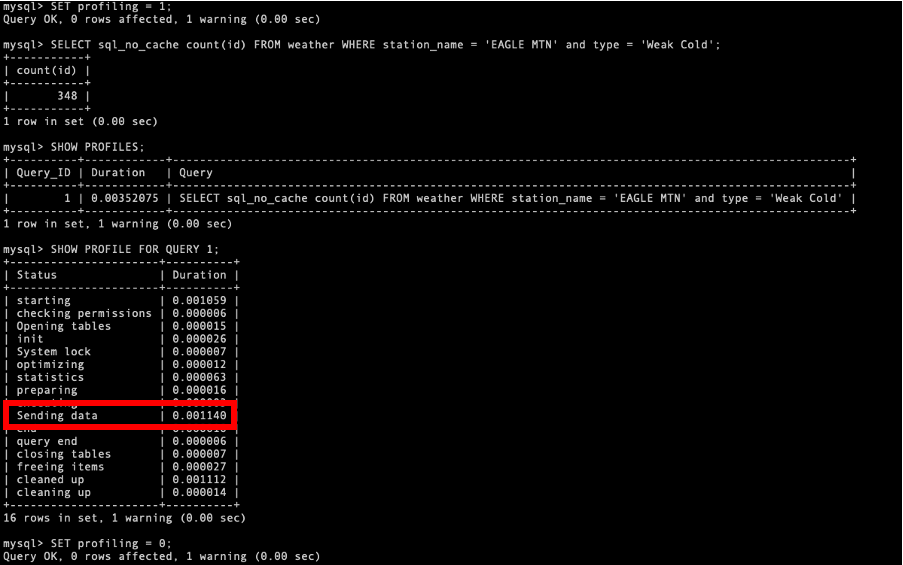 mysql> SET profiling = 1;
Query OK, 0 rows affected, 1 warning (0.00 sec)
mysql> SELECT sql_no_cache count(id) FROM weather WHERE station_name = 'EAGLE MTN' and type = 'Weak Cold';
+-----------+
| count(id) |
+-----------+
|       348 |
+-----------+
1 row in set (0.00 sec)
mysql> SHOW PROFILES;
+----------+------------+----------------------------------------------------------------------------------------------------+
| Query_ID | Duration   | Query                                                                                              |
+----------+------------+----------------------------------------------------------------------------------------------------+
|        1 | 0.00352075 | SELECT sql_no_cache count(id) FROM weather WHERE station_name = 'EAGLE MTN' and type = 'Weak Cold' |
+----------+------------+----------------------------------------------------------------------------------------------------+
1 row in set, 1 warning (0.00 sec)
mysql> SHOW PROFILE FOR QUERY 1;
+----------------------+----------+
| Status               | Duration |
+----------------------+----------+
| starting             | 0.001059 |
| checking permissions | 0.000006 |
| Opening tables       | 0.000015 |
| init                 | 0.000026 |
| System lock          | 0.000007 |
| optimizing           | 0.000012 |
| statistics           | 0.000063 |
| preparing            | 0.000016 |
| Sending data         | 0.001140 |
| query end            | 0.000006 |
| closing tables       | 0.000007 |
| freeing items        | 0.000027 |
| cleaned up           | 0.001112 |
| cleaning up          | 0.000014 |
+----------------------+----------+
16 rows in set, 1 warning (0.00 sec)
mysql> SET profiling = 0;
Query OK, 0 rows affected, 1 warning (0.00 sec)